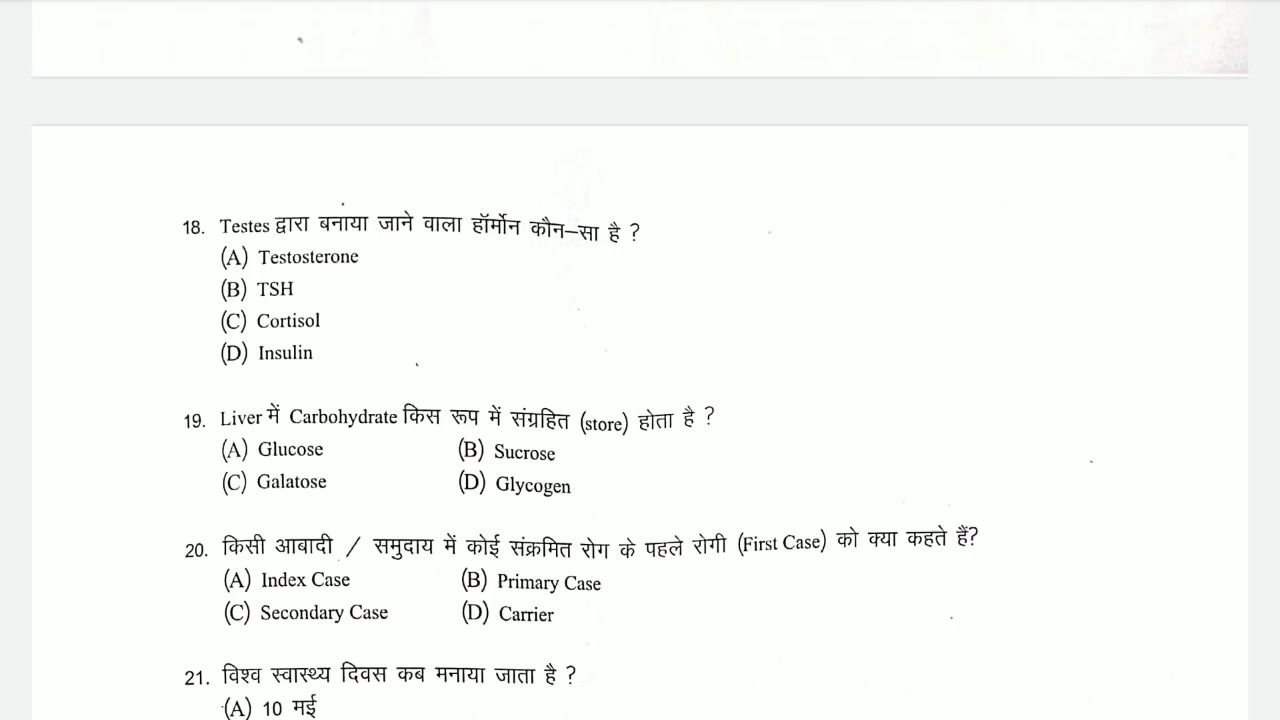 18. Testes द्वारा बनाया जाने वाला हॉर्मोन कौन–सा है ?
(A) Testosterone
(B) TSH
(C) Cortisol
(D) Insulin
19. Liver में Carbohydrate किस रूप में संग्रहित (store) होता है ?
(A) Glucose (B) Sucrose
(C) Galatose (D) Glycogen
20. किसी आबादी / समुदाय में कोई संक्रमित रोग के पहले रोगी (First Case) को क्या कहते हैं?
(A) Index Case (B) Primary Case
(C) Secondary Case (D) Carrier
21. विश्व स्वास्थ्य दिवस कब मनाया जाता है ?
(A) 10 मई